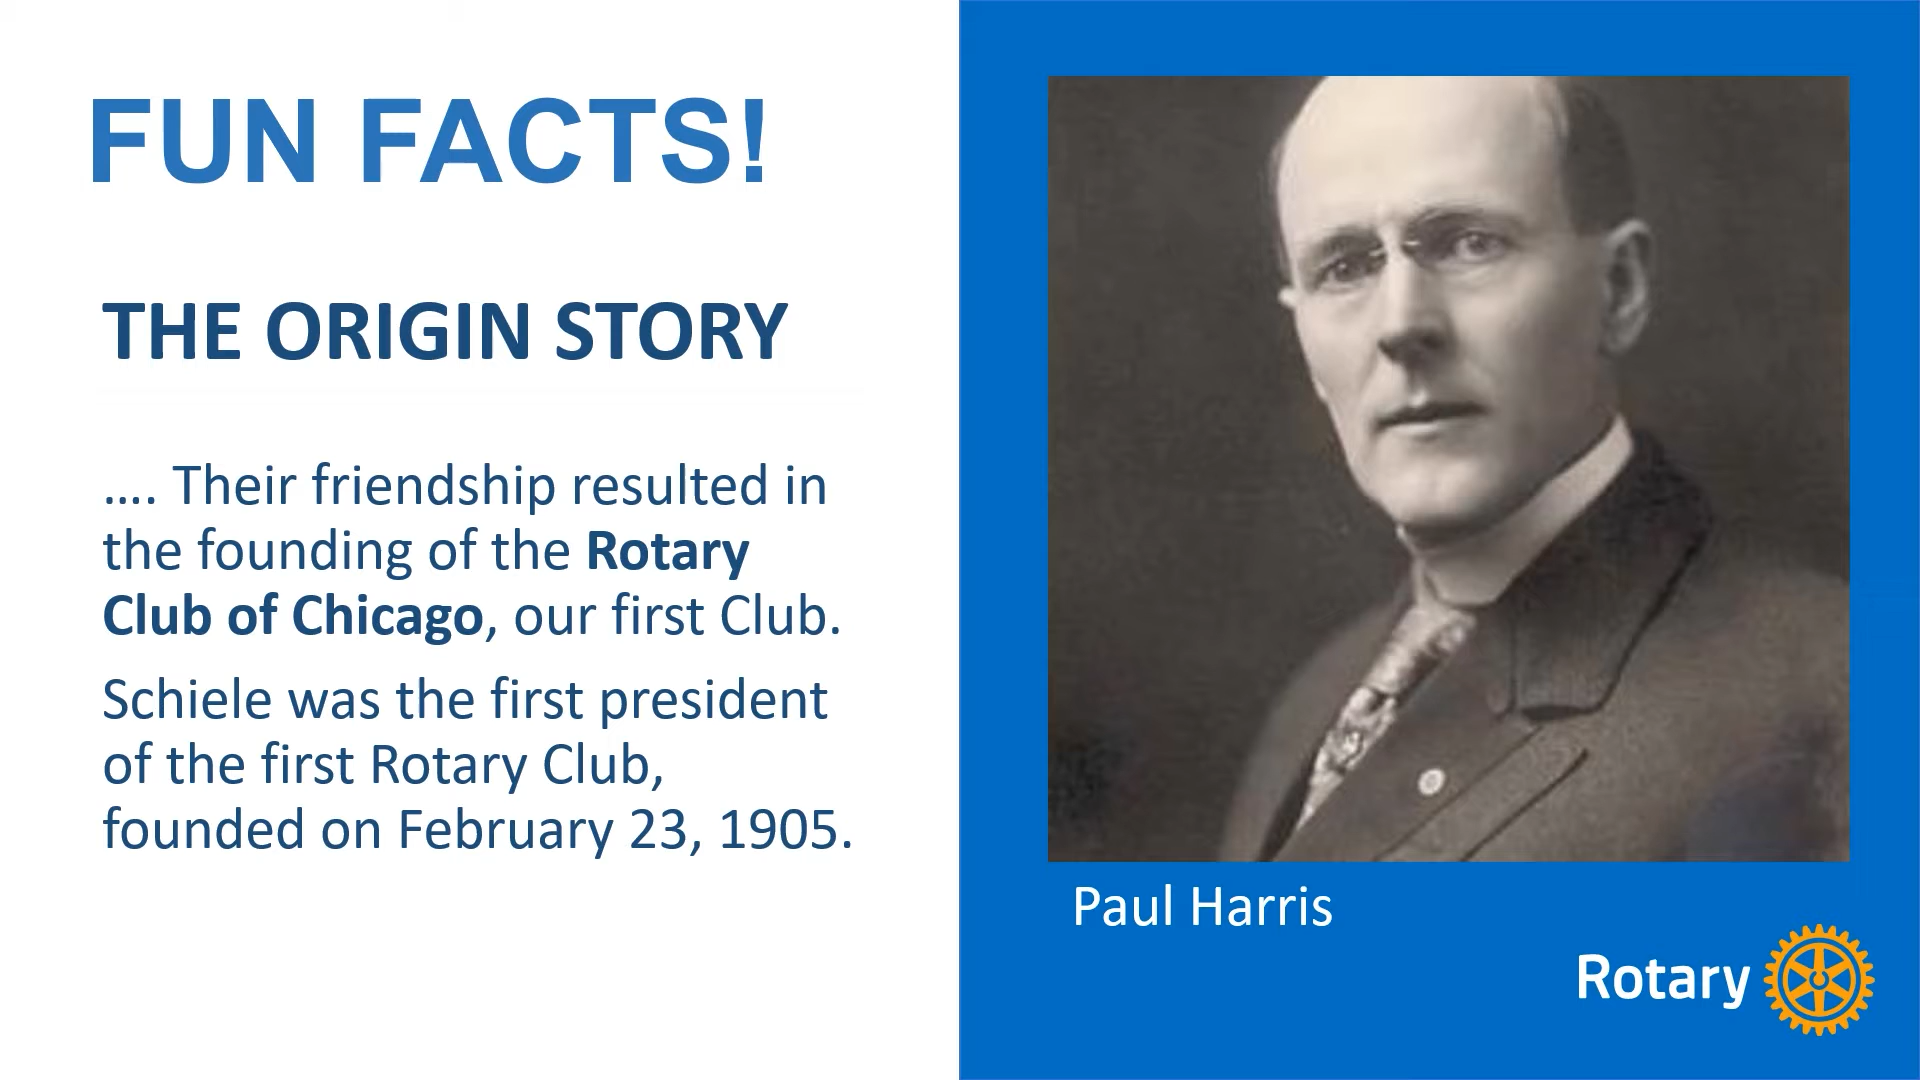 FUN FACTS!
THE ORIGIN STORY
.... Their friendship resulted in
the founding of the Rotary
Club of Chicago, our first Club.
Schiele was the first president
of the first Rotary Club,
founded on February 23, 1905.
Paul Harris
Rotary